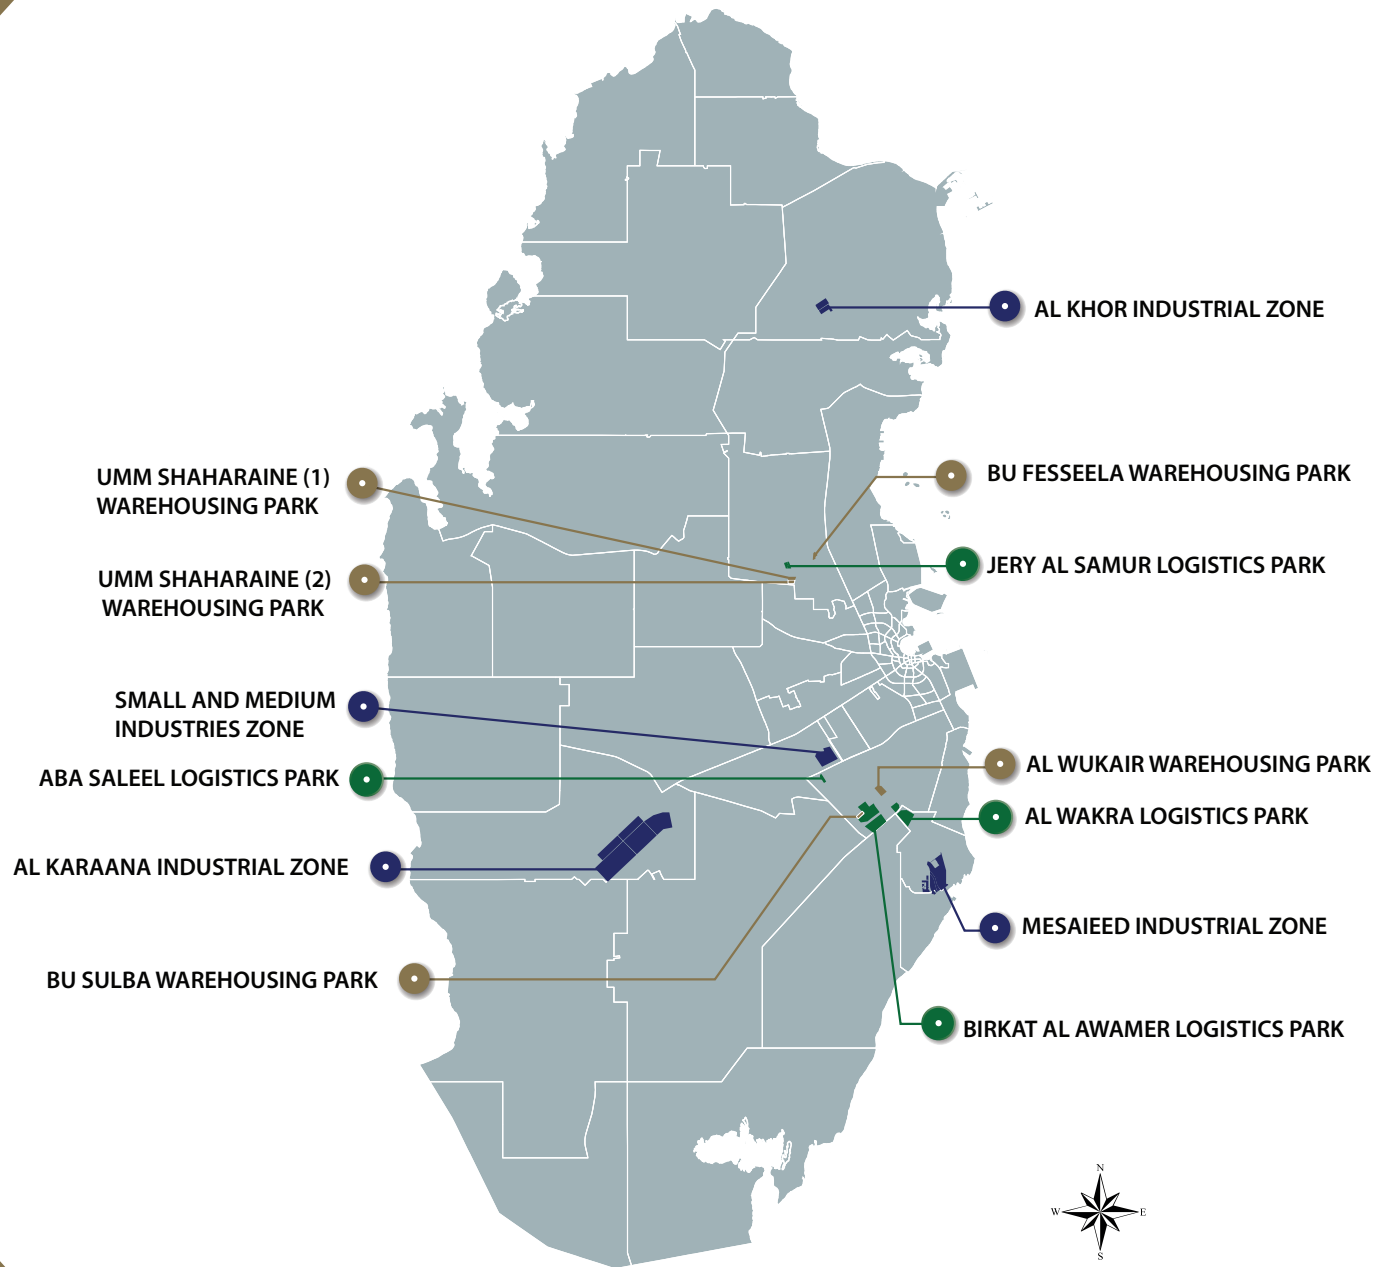 AL KHOR INDUSTRIAL ZONE
UMM SHAHARAINE (1)
WAREHOUSING PARK
BU FESSEELA WAREHOUSING PARK
JERY AL SAMUR LOGISTICS PARK
UMM SHAHARAINE (2)
WAREHOUSING PARK
SMALL AND MEDIUM
INDUSTRIES ZONE
ABA SALEEL LOGISTICS PARK
AL WUKAIR WAREHOUSING PARK
AL WAKRA LOGISTICS PARK
AL KARAANA INDUSTRIAL ZONE
MESAIEED INDUSTRIAL ZONE
BU SULBA WAREHOUSING PARK
BIRKAT AL AWAMER LOGISTICS PARK
N
W E
S